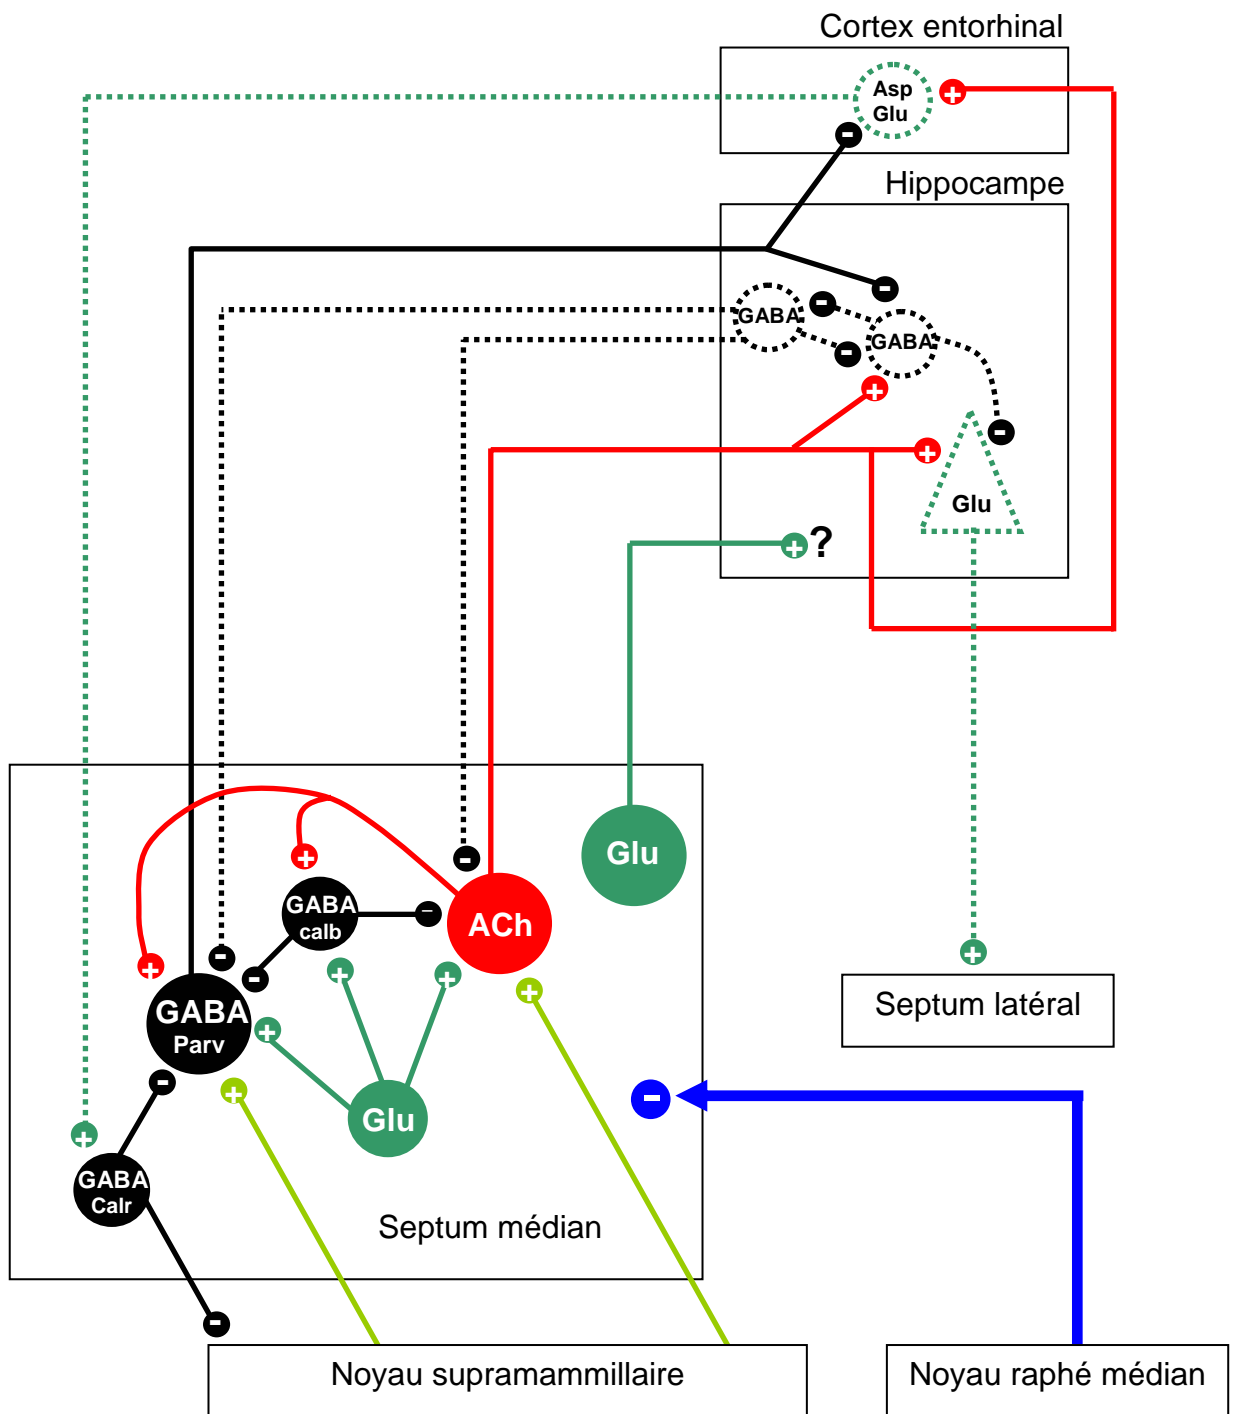 Cortex entorhinal
Asp
Glu
+
-
Hippocampe
-
-
GABA
GABA
-
+
-
+
Glu
+?
-
Glu
+
+
GABA
calb
-
ACh
-
-
+
+
+
+
GABA
Parv
+
Septum latéral
-
+
-
Glu
+
GABA
Calr
Septum médian
-
Noyau supramammillaire
Noyau raphé médian